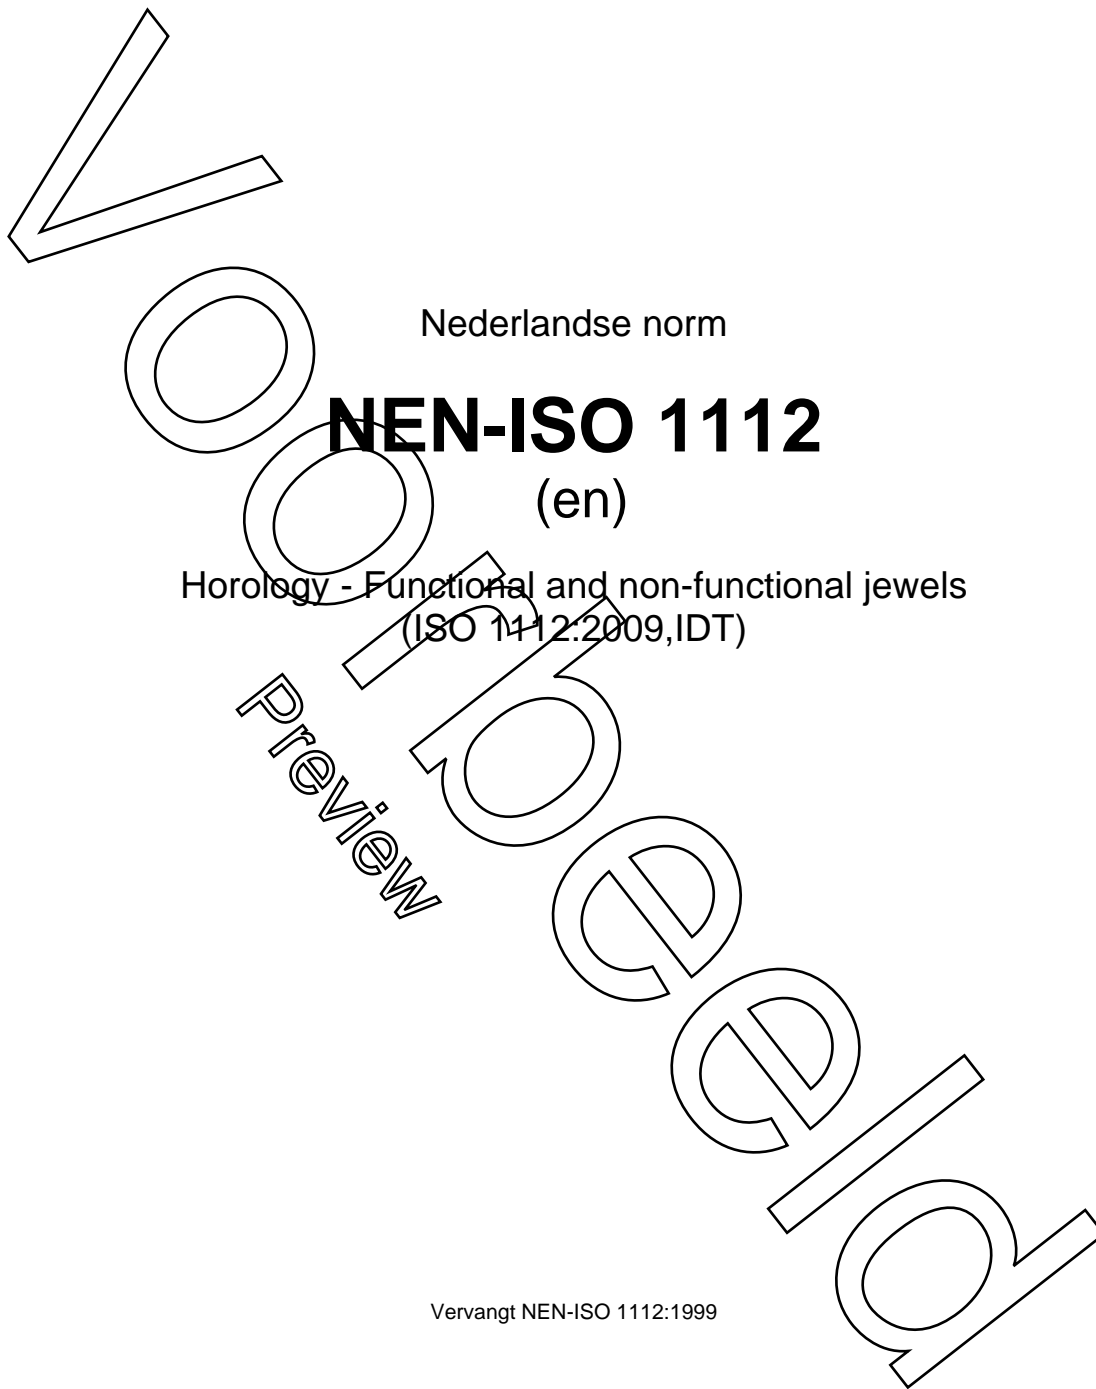 Voorbeeld
Nederlandse norm
NEN-ISO 1112
(en)
Horology - Functional and non-functional jewels
(ISO 1112:2009,IDT)
Preview
Vervangt NEN-ISO 1112:1999